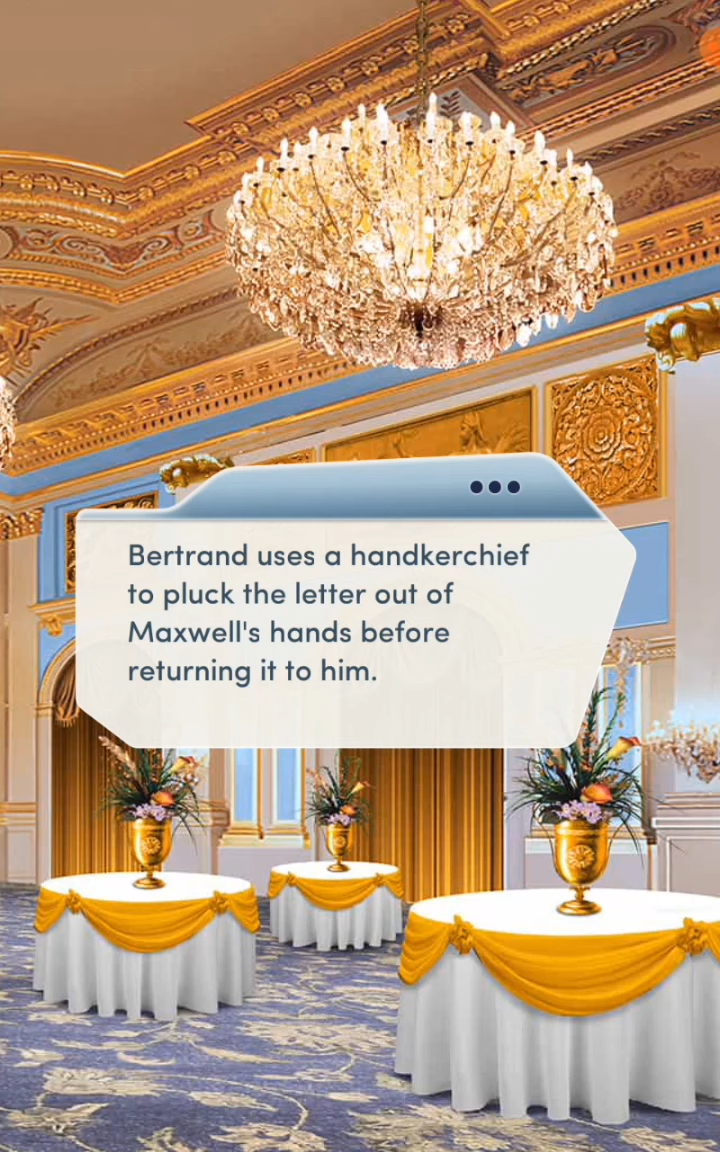 Bertrand uses a handkerchief
to pluck the letter out of
Maxwell's hands before
returning it to him.